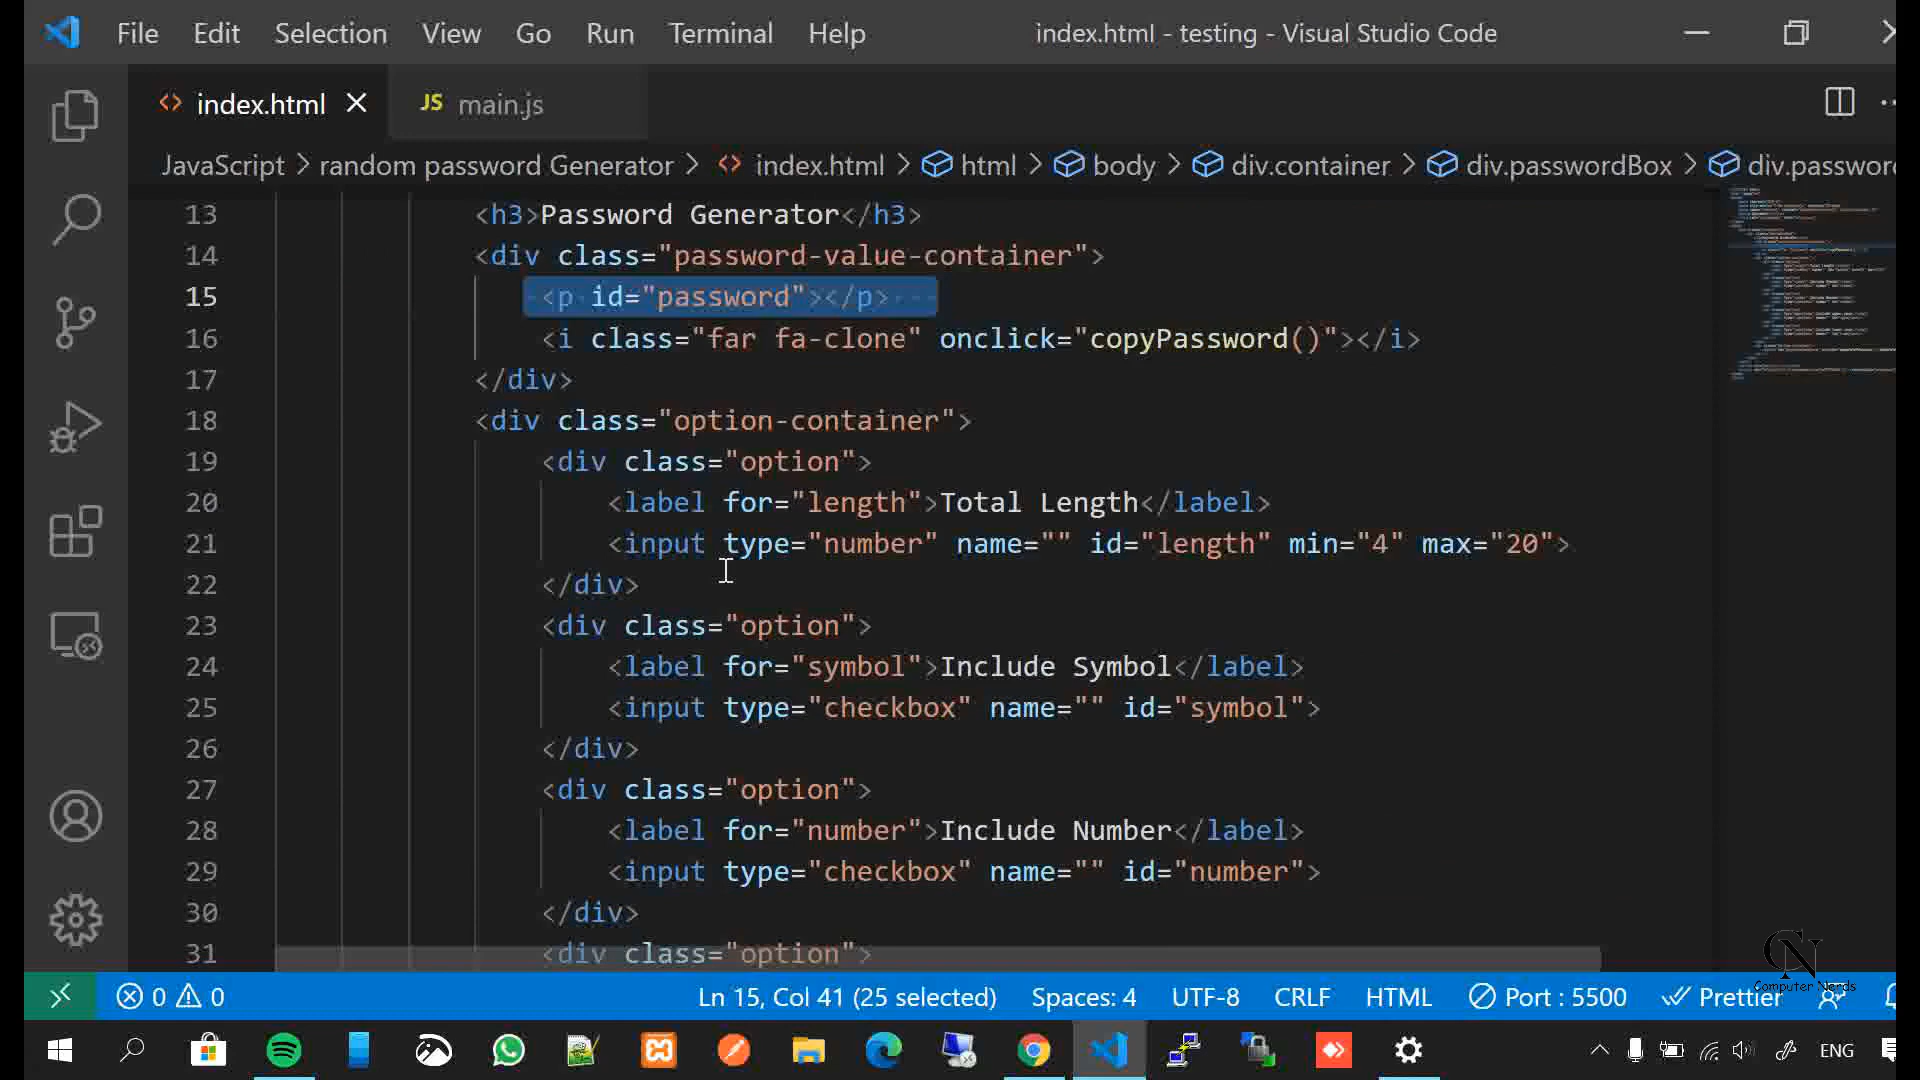 File Edit Selection View Go Run Terminal Help index.html - testing - Visual Studio Code
index.html JS main.js
JavaScript > random password Generator > index.html > html > body > div.container > div.passwordBox > div.passwor
13 <h3>Password Generator</h3>
14 <div class="password-value-container">
15 <p id="password"></p>
16 <i class="far fa-clone" onclick="copyPassword()"></i>
17 </div>
18 <div class="option-container">
19 <div class="option">
20 <label for="length">Total Length</label>
21 <input type="number" name="" id="length" min="4" max="20">
22 </div>
23 <div class="option">
24 <label for="symbol">Include Symbol</label>
25 <input type="checkbox" name="" id="symbol">
26 </div>
27 <div class="option">
28 <label for="number">Include Number</label>
29 <input type="checkbox" name="" id="number">
30 </div>
31 <div class="option">
CN
Computer Nerds
0 0 Ln 15, Col 41 (25 selected) Spaces: 4 UTF-8 CRLF HTML Port : 5500 Prettier
ENG